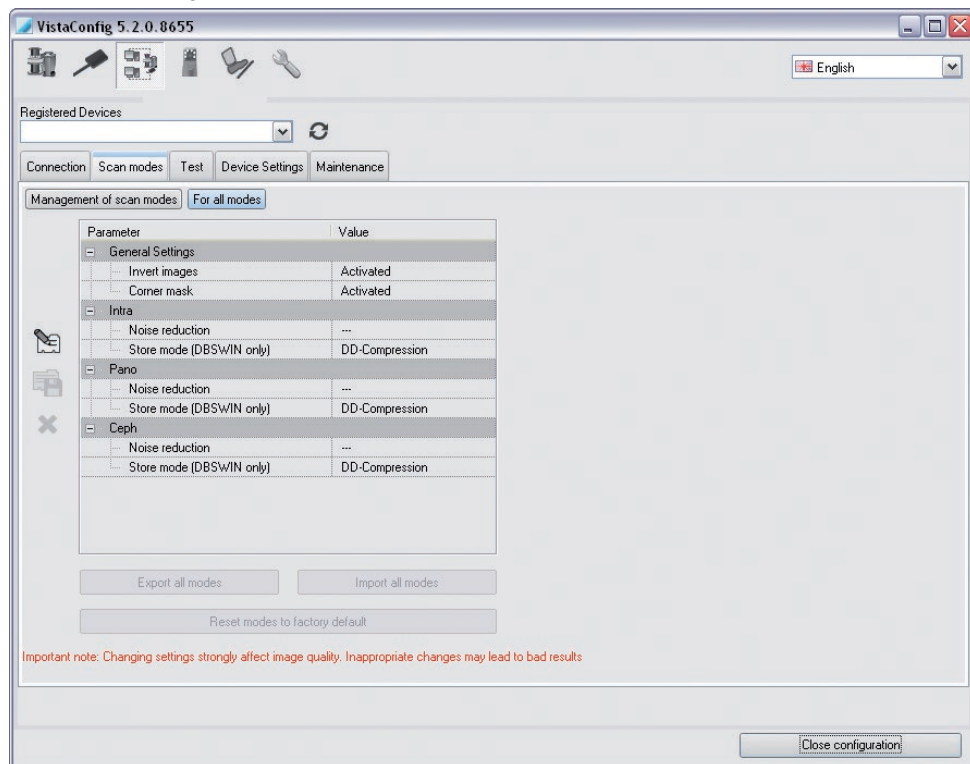 VistaConfig 5.2.0.8655
English
Registered Devices
Connection Scan modes Test Device Settings Maintenance
Management of scan modes For all modes
Parameter Value
General Settings
Invert images Activated
Corner mask Activated
Intra
Noise reduction ---
Store mode (DBSWIN only) DD-Compression
Pano
Noise reduction ---
Store mode (DBSWIN only) DD-Compression
Ceph
Noise reduction ---
Store mode (DBSWIN only) DD-Compression
Export all modes Import all modes
Reset modes to factory default
Important note: Changing settings strongly affect image quality. Inappropriate changes may lead to bad results
Close configuration